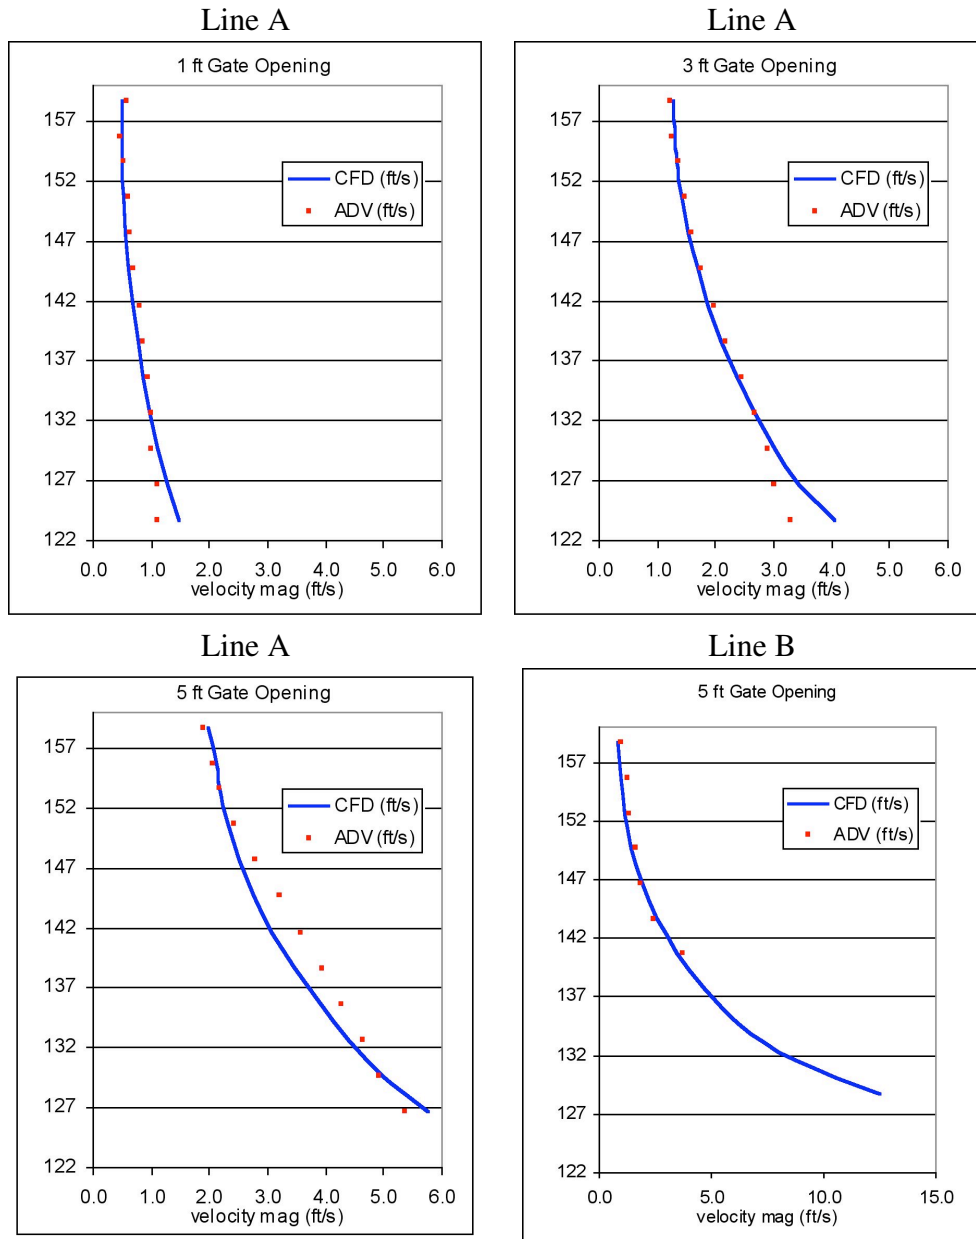 Line A
1 ft Gate Opening
157
152
147
142
137
132
127
122
CFD (ft/s)
ADV (ft/s)
0.0 1.0 2.0 3.0 4.0 5.0 6.0
velocity mag (ft/s)
Line A
3 ft Gate Opening
157
152
147
142
137
132
127
122
CFD (ft/s)
ADV (ft/s)
0.0 1.0 2.0 3.0 4.0 5.0 6.0
velocity mag (ft/s)
Line A
5 ft Gate Opening
157
152
147
142
137
132
127
122
CFD (ft/s)
ADV (ft/s)
0.0 1.0 2.0 3.0 4.0 5.0 6.0
velocity mag (ft/s)
Line B
5 ft Gate Opening
157
152
147
142
137
132
127
122
CFD (ft/s)
ADV (ft/s)
0.0 5.0 10.0 15.0
velocity mag (ft/s)